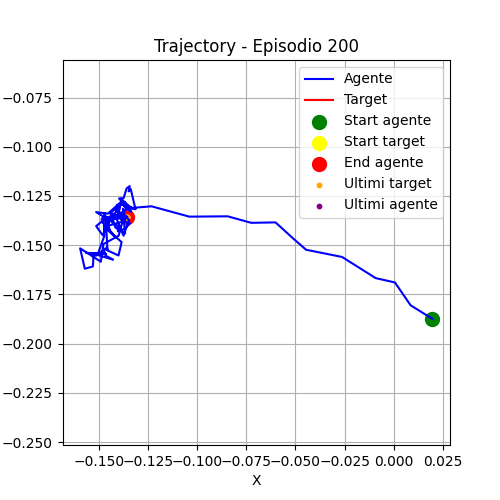 Trajectory - Episodio 200
Agente
Target
Start agente
Start target
End agente
Ultimi target
Ultimi agente
−0.075
−0.100
−0.125
−0.150
−0.175
−0.200
−0.225
−0.250
−0.150 −0.125 −0.100 −0.075 −0.050 −0.025 0.000 0.025
X